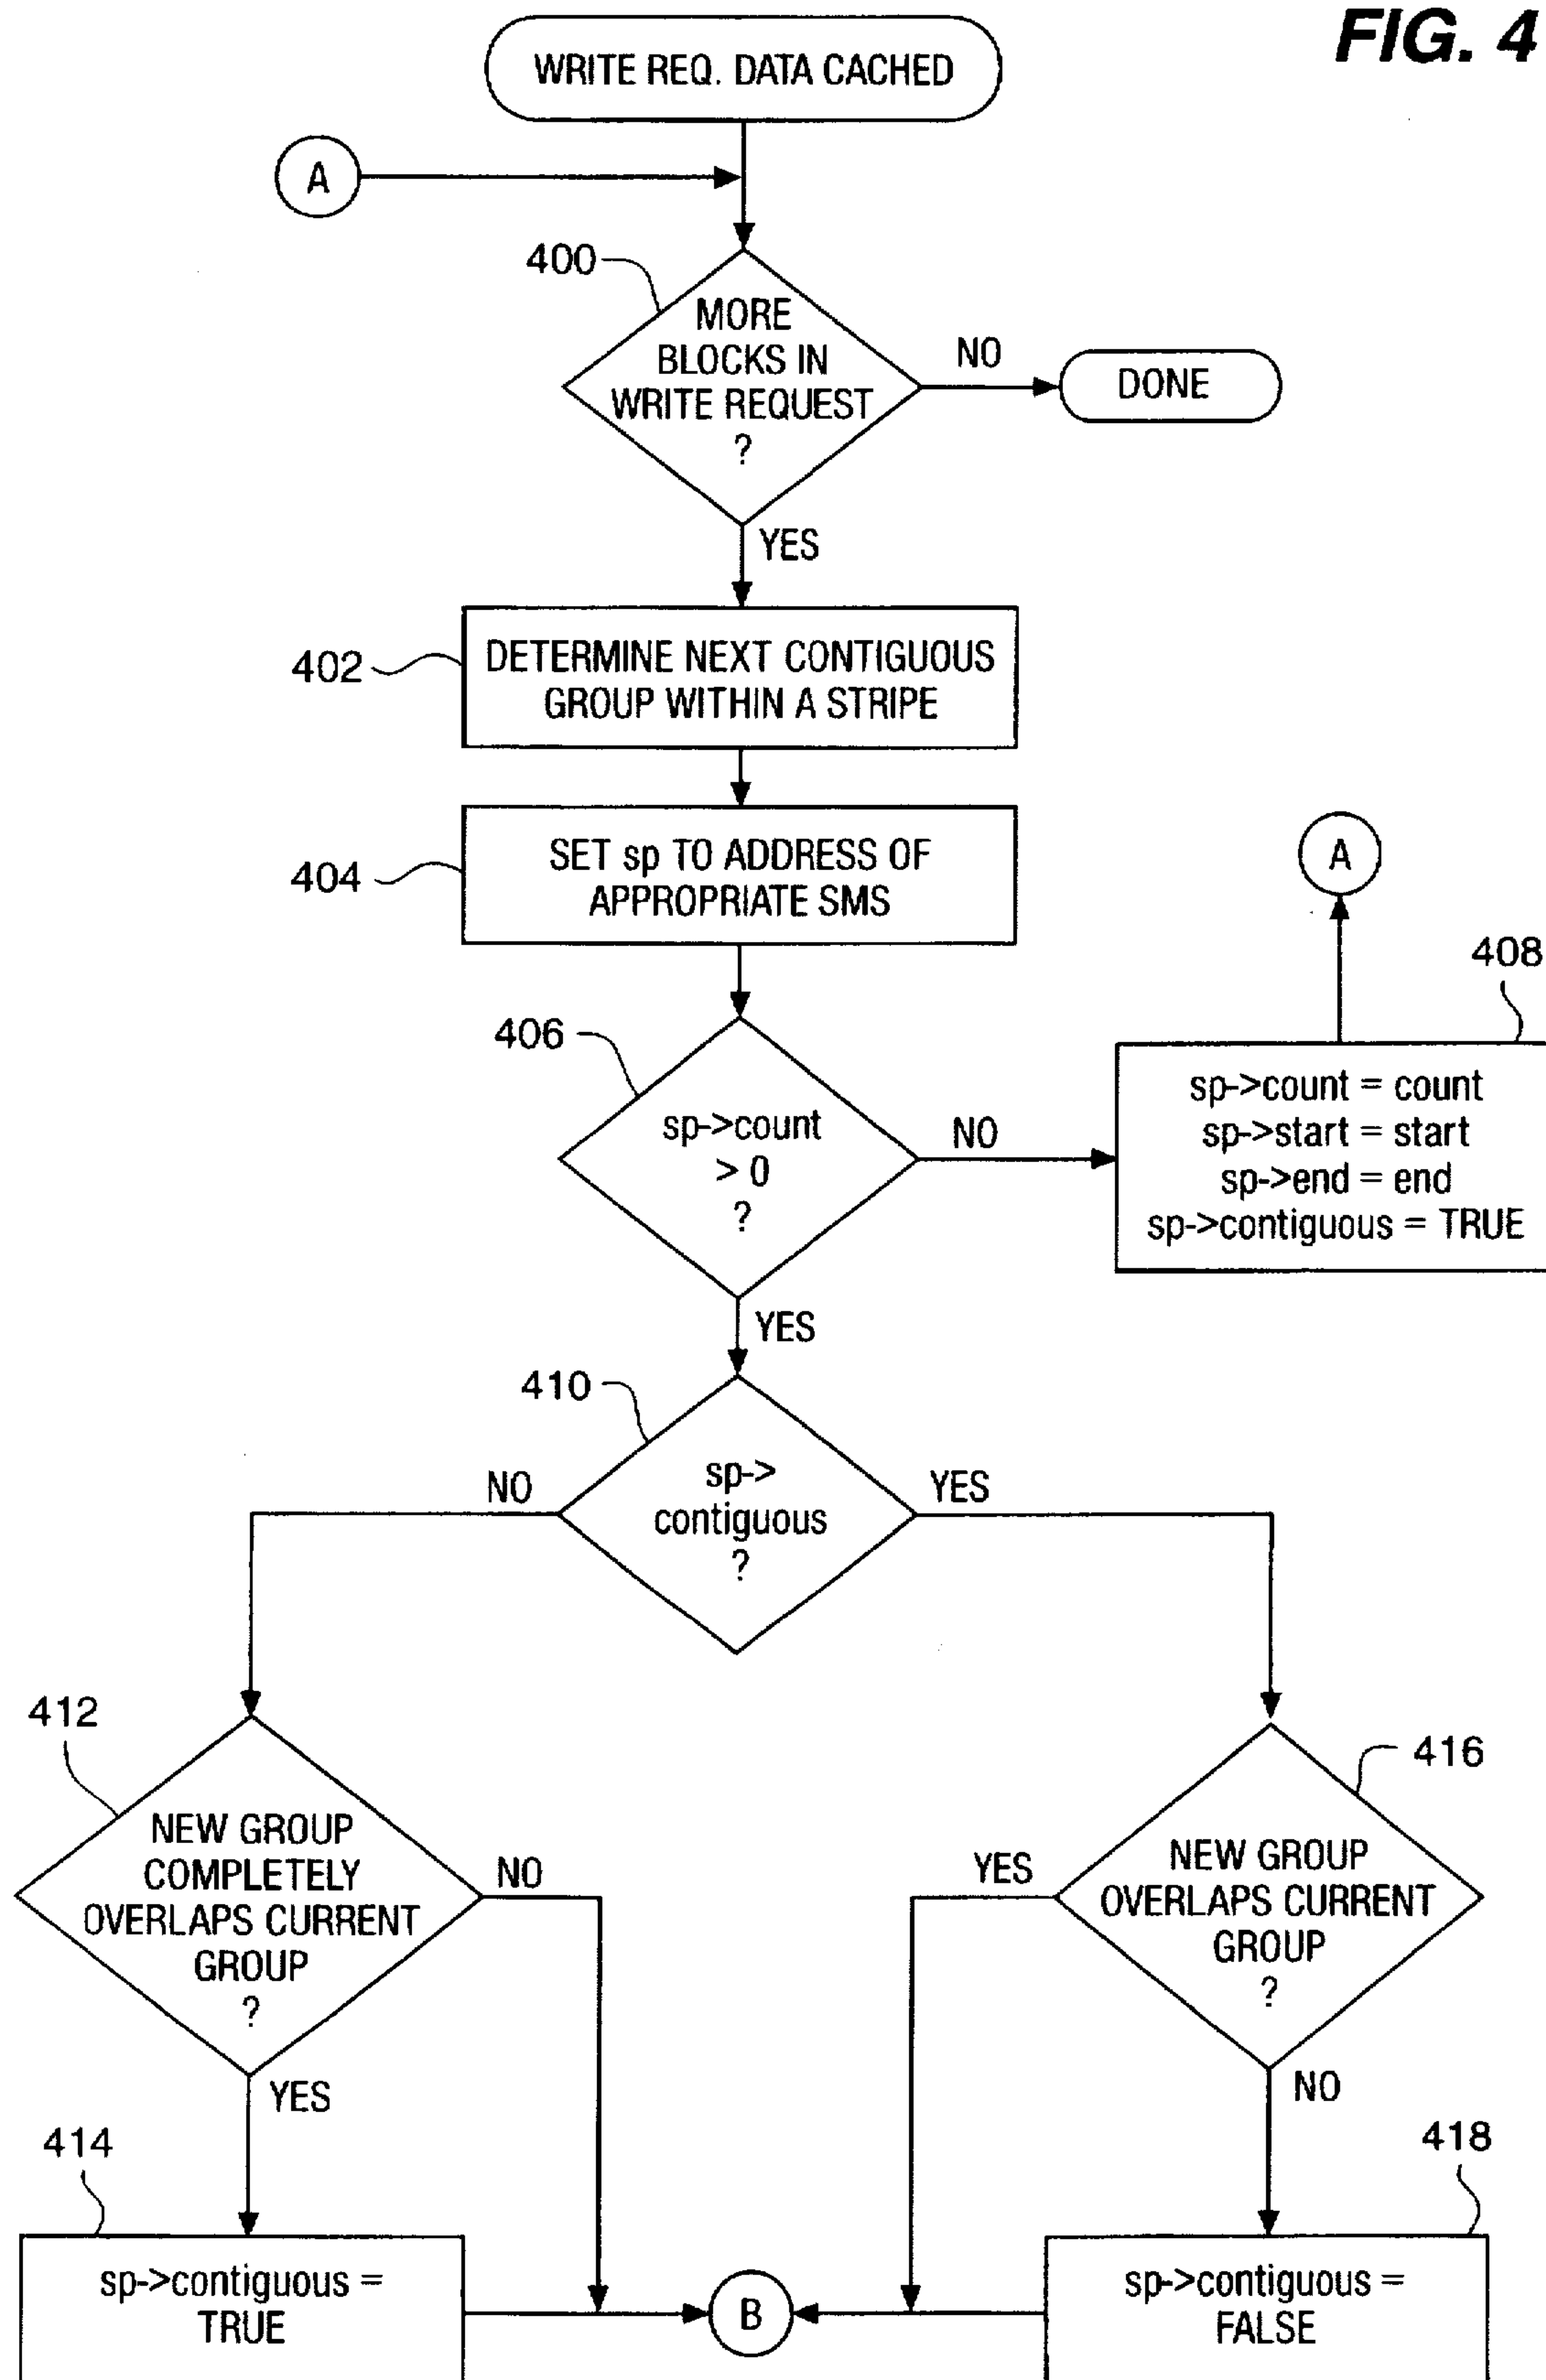 FIG. 4
WRITE REQ. DATA CACHED
A
400
MORE
BLOCKS IN
WRITE REQUEST
?
NO
DONE
YES
402
DETERMINE NEXT CONTIGUOUS
GROUP WITHIN A STRIPE
404
SET sp TO ADDRESS OF
APPROPRIATE SMS
A
408
406
sp->count
> 0
?
NO
sp->count = count
sp->start = start
sp->end = end
sp->contiguous = TRUE
YES
410
sp->
contiguous
?
NO
YES
412
NEW GROUP
COMPLETELY
OVERLAPS CURRENT
GROUP
?
NO
YES
416
NEW GROUP
OVERLAPS CURRENT
GROUP
?
YES
NO
414
sp->contiguous =
TRUE
B
418
sp->contiguous =
FALSE